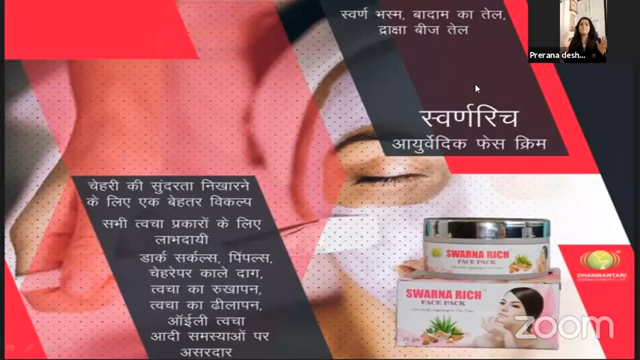 स्वर्ण भस्म, बादाम का तेल,
द्राक्षा बीज तेल
Prerana desh...
स्वर्णरिच
आयुर्वेदिक फेस क्रिम
चेहरी की सुंदरता निखारने
के लिए एक बेहतर विकल्प
सभी त्वचा प्रकारों के लिए
लाभदायी
डार्क सर्कल्स, पिंपल्स,
चेहरेपर काले दाग,
त्वचा का रुखापन,
त्वचा का ढीलापन,
ऑईली त्वचा
आदी समस्याओं पर
असरदार
SWARNA RICH
FACE PACK
SWARNA RICH
FACE PACK
DHANWANTARI
zoom